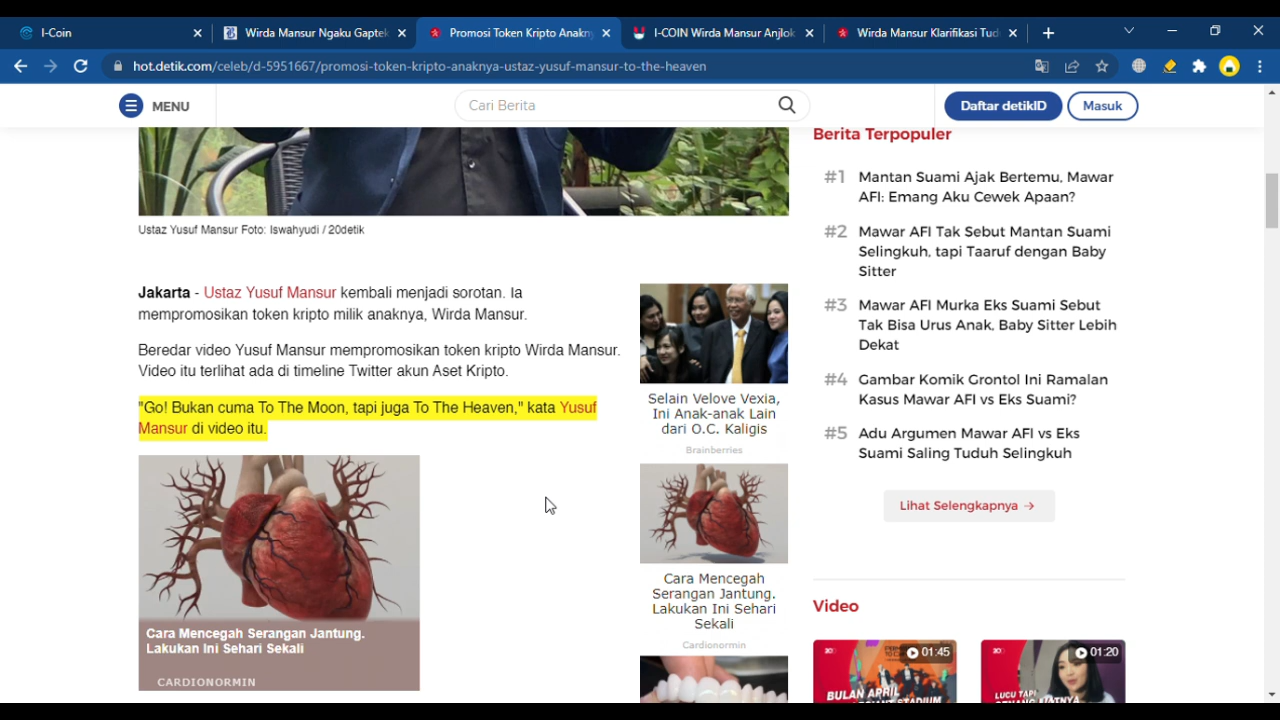 I-Coin
Wirda Mansur Ngaku Gaptek
Promosi Token Kripto Anakny
I-COIN Wirda Mansur Anjlok
Wirda Mansur Klarifikasi Tud
hot.detik.com/celeb/d-5951667/promosi-token-kripto-anaknya-ustaz-yusuf-mansur-to-the-heaven
MENU
Cari Berita
Daftar detikID
Masuk
Ustaz Yusuf Mansur Foto: Iswahyudi / 20detik
Jakarta - Ustaz Yusuf Mansur kembali menjadi sorotan. Ia
mempromosikan token kripto milik anaknya, Wirda Mansur.
Beredar video Yusuf Mansur mempromosikan token kripto Wirda Mansur.
Video itu terlihat ada di timeline Twitter akun Aset Kripto.
"Go! Bukan cuma To The Moon, tapi juga To The Heaven," kata Yusuf
Mansur di video itu.
Cara Mencegah Serangan Jantung.
Lakukan Ini Sehari Sekali
CARDIONORMIN
Selain Velove Vexia,
Ini Anak-anak Lain
dari O.C. Kaligis
Brainberries
Cara Mencegah
Serangan Jantung.
Lakukan Ini Sehari
Sekali
Cardionormin
Berita Terpopuler
#1 Mantan Suami Ajak Bertemu, Mawar
AFI: Emang Aku Cewek Apaan?
#2 Mawar AFI Tak Sebut Mantan Suami
Selingkuh, tapi Taaruf dengan Baby
Sitter
#3 Mawar AFI Murka Eks Suami Sebut
Tak Bisa Urus Anak, Baby Sitter Lebih
Dekat
#4 Gambar Komik Grontol Ini Ramalan
Kasus Mawar AFI vs Eks Suami?
#5 Adu Argumen Mawar AFI vs Eks
Suami Saling Tuduh Selingkuh
Lihat Selengkapnya →
Video
01:45
BULAN APRIL
01:20
LUCU TAPI